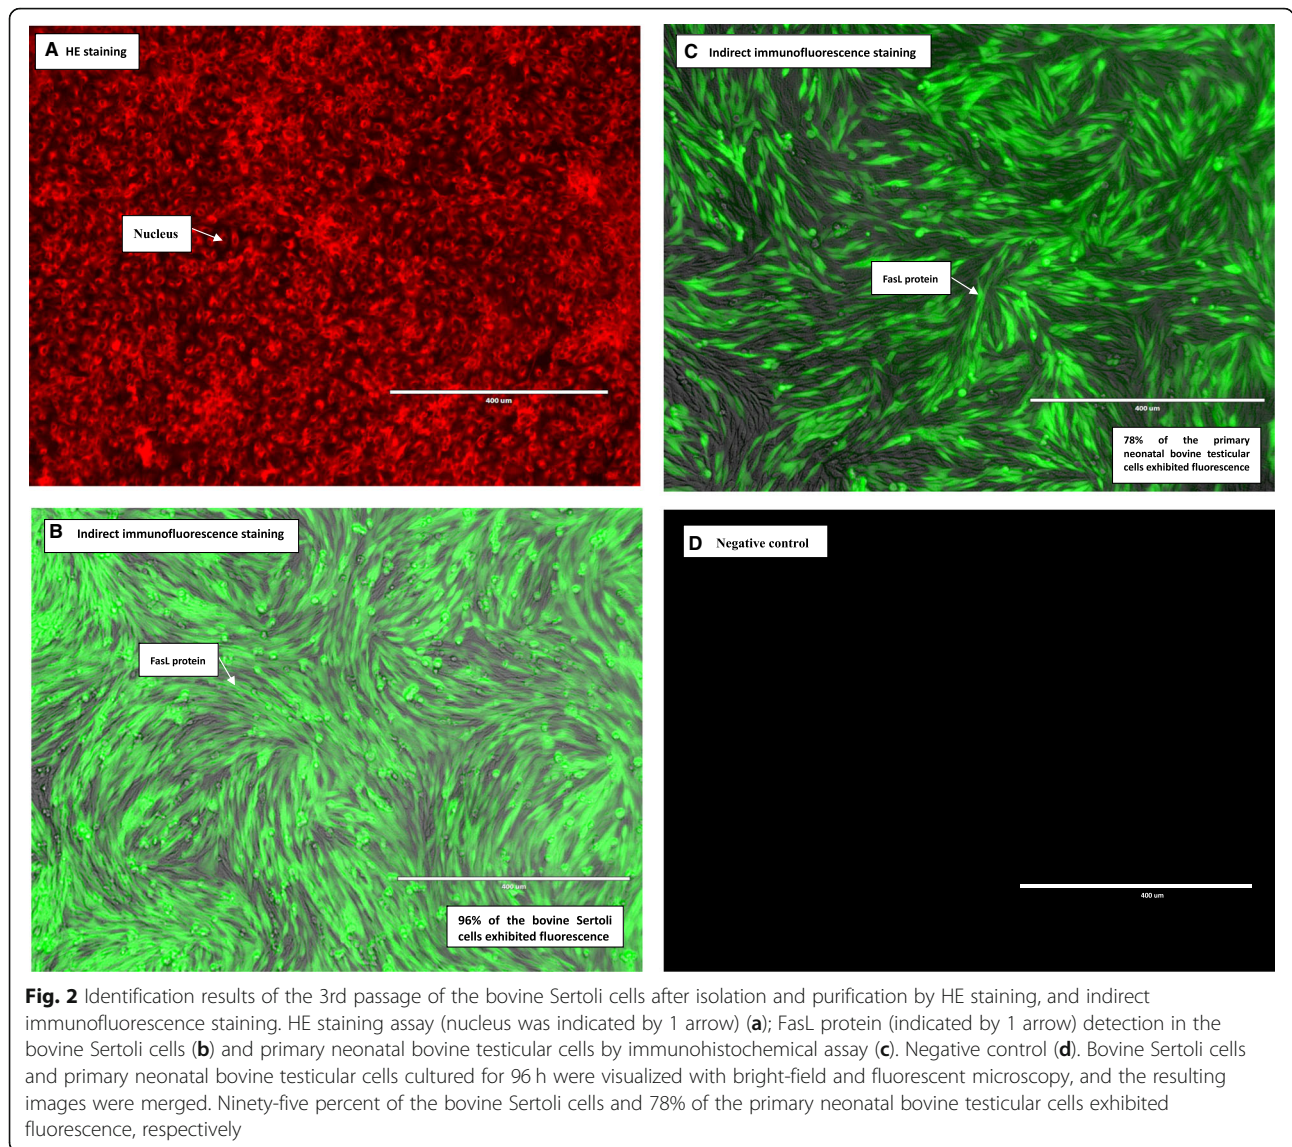 A HE staining
Nucleus
400 um
B Indirect immunofluorescence staining
FasL protein
400 um
96% of the bovine Sertoli
cells exhibited fluorescence
C Indirect immunofluorescence staining
FasL protein
400 um
78% of the primary
neonatal bovine testicular
cells exhibited fluorescence
D Negative control
400 um
Fig. 2 Identification results of the 3rd passage of the bovine Sertoli cells after isolation and purification by HE staining, and indirect
immunofluorescence staining. HE staining assay (nucleus was indicated by 1 arrow) (a); FasL protein (indicated by 1 arrow) detection in the
bovine Sertoli cells (b) and primary neonatal bovine testicular cells by immunohistochemical assay (c). Negative control (d). Bovine Sertoli cells
and primary neonatal bovine testicular cells cultured for 96 h were visualized with bright-field and fluorescent microscopy, and the resulting
images were merged. Ninety-five percent of the bovine Sertoli cells and 78% of the primary neonatal bovine testicular cells exhibited
fluorescence, respectively